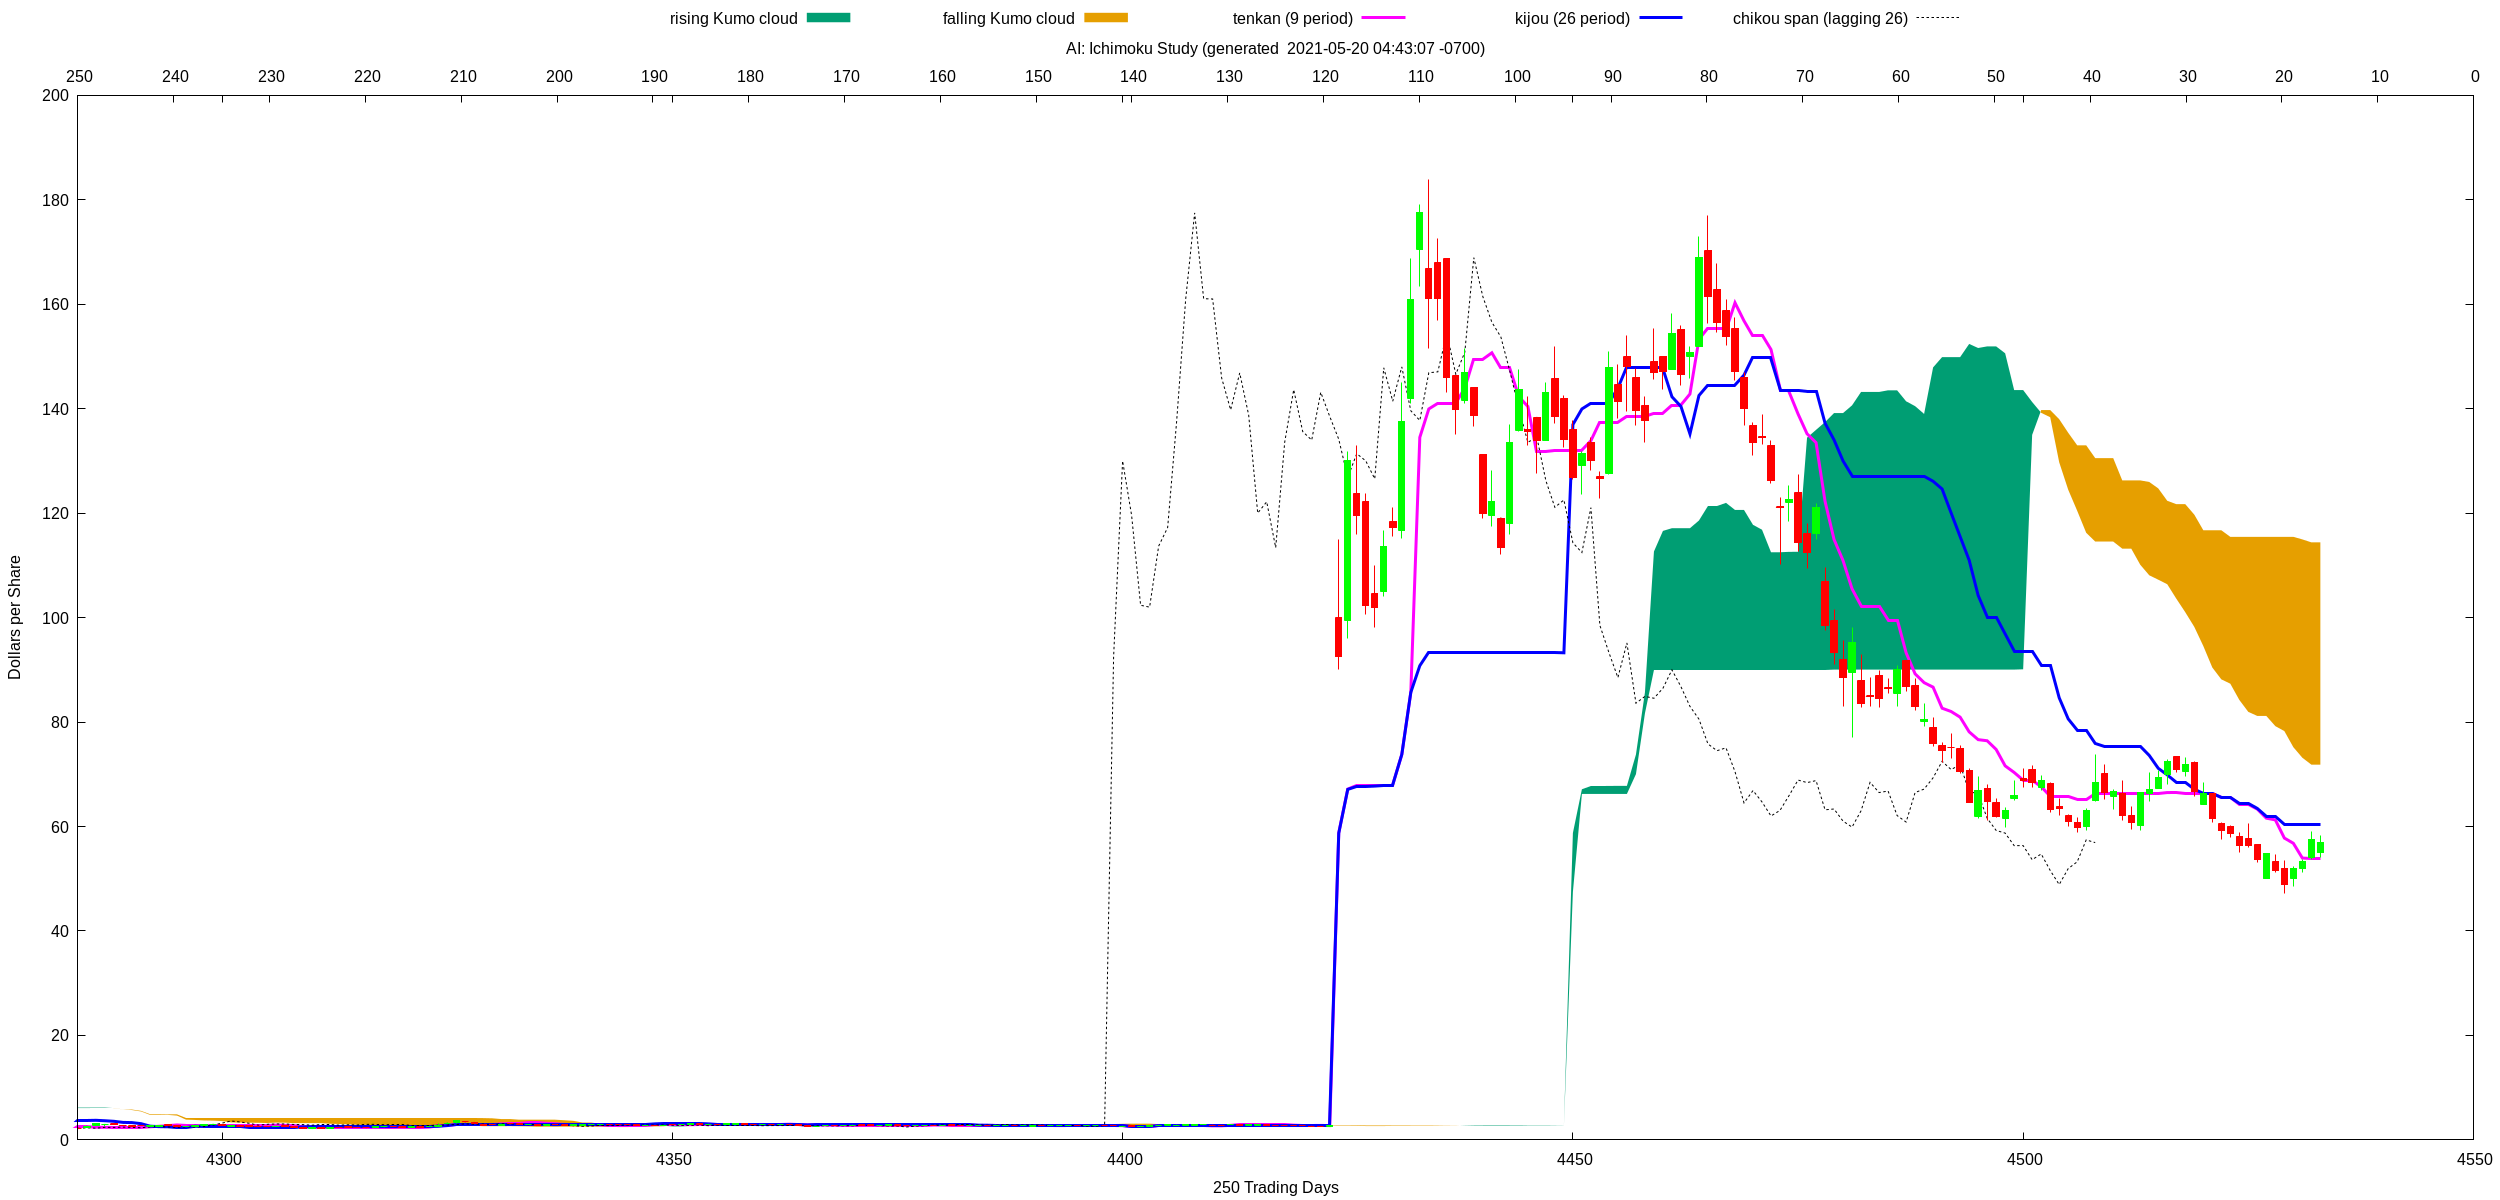 rising Kumo cloud falling Kumo cloud tenkan (9 period) kijou (26 period) chikou span (lagging 26)
AI: Ichimoku Study (generated  2021-05-20 04:43:07 -0700)
250 240 230 220 210 200 190 180 170 160 150 140 130 120 110 100 90 80 70 60 50 40 30 20 10 0
200
180
160
140
120
100
80
60
40
20
0
Dollars per Share
4300 4350 4400 4450 4500 4550
250 Trading Days